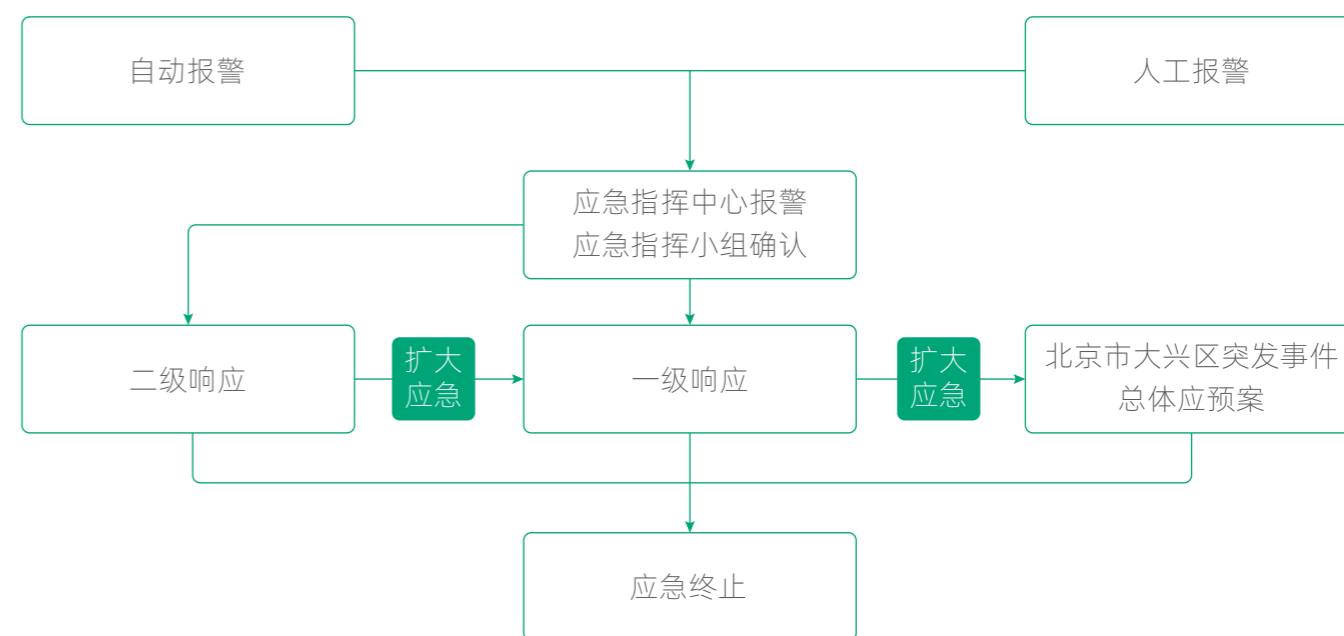 自动报警
人工报警
应急指挥中心报警
应急指挥小组确认
二级响应
扩大
应急
一级响应
扩大
应急
北京市大兴区突发事件
总体应预案
应急终止